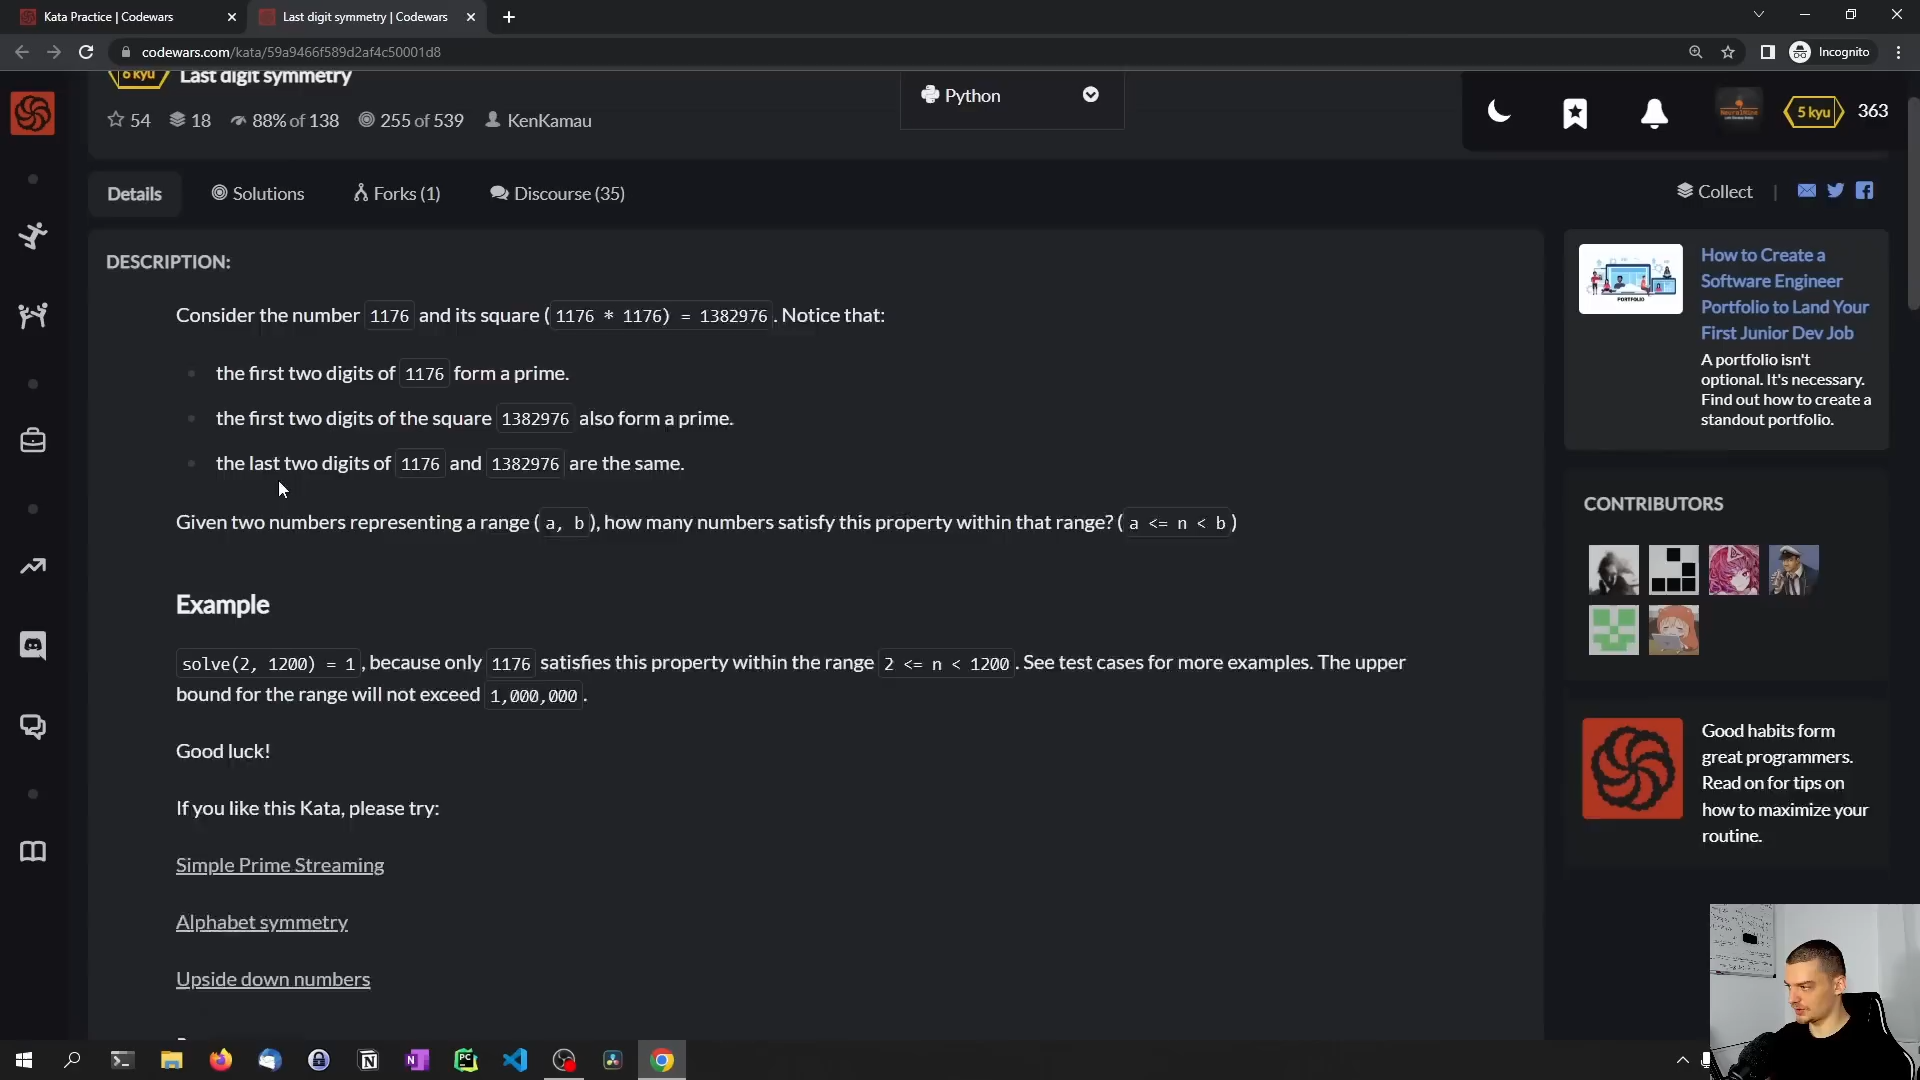 Kata Practice | Codewars
Last digit symmetry | Codewars
codewars.com/kata/59a9466f589d2af4c50001d8
Incognito
6 kyu Last digit symmetry
54 18 88% of 138 255 of 539 KenKamau
Python
5 kyu 363
Details Solutions Forks (1) Discourse (35)
Collect |
DESCRIPTION:
Consider the number 1176 and its square (1176 * 1176) = 1382976. Notice that:
the first two digits of 1176 form a prime.
the first two digits of the square 1382976 also form a prime.
the last two digits of 1176 and 1382976 are the same.
Given two numbers representing a range (a, b), how many numbers satisfy this property within that range? (a <= n < b)
Example
solve(2, 1200) = 1, because only 1176 satisfies this property within the range 2 <= n < 1200. See test cases for more examples. The upper
bound for the range will not exceed 1,000,000.
Good luck!
If you like this Kata, please try:
Simple Prime Streaming
Alphabet symmetry
Upside down numbers
PORTFOLIO
How to Create a
Software Engineer
Portfolio to Land Your
First Junior Dev Job
A portfolio isn't
optional. It's necessary.
Find out how to create a
standout portfolio.
CONTRIBUTORS
Good habits form
great programmers.
Read on for tips on
how to maximize your
routine.